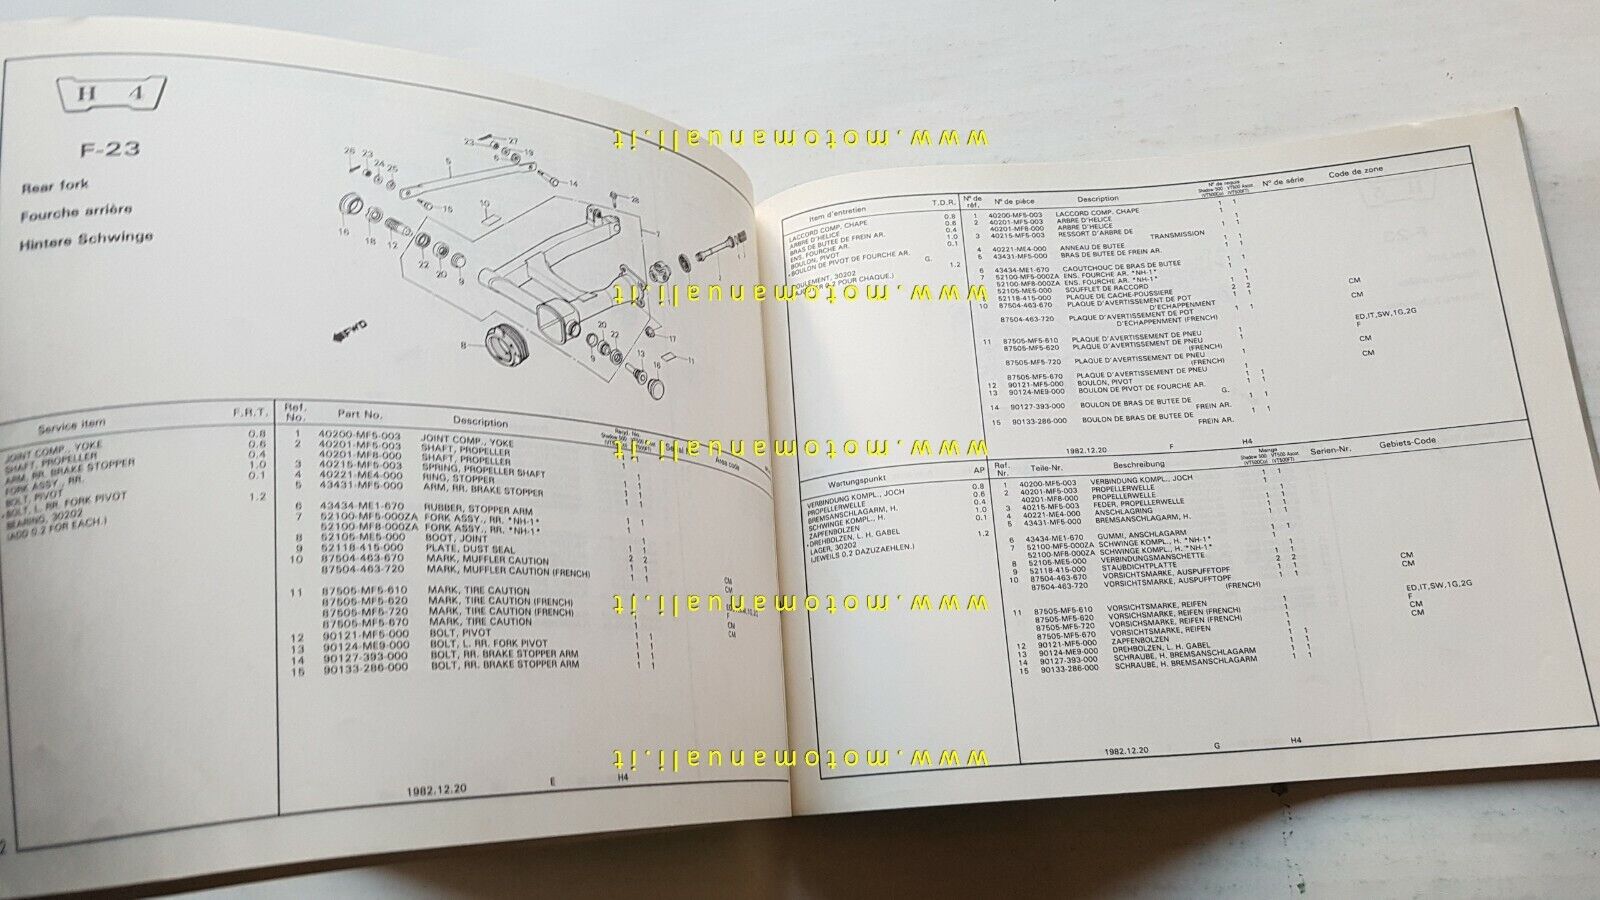 H 4
F-23
Rear fork
Fourche arrière
Hintere Schwinge
FWD
Service item F.R.T.
JOINT COMP., YOKE 0.8
SHAFT, PROPELLER 0.6
ARM, RR. BRAKE STOPPER 0.4
FORK ASSY., RR. 1.0
BOLT, PIVOT 0.1
BOLT, L. RR. FORK PIVOT
BEARING, 30202 1.2
(ADD 0.2 FOR EACH.)
Ref. No. Part No. Description
1 40200-MF5-003 JOINT COMP., YOKE
2 40201-MF5-003 SHAFT, PROPELLER
40201-MF8-000 SHAFT, PROPELLER
3 40215-MF5-003 SPRING, PROPELLER SHAFT
4 40221-ME4-000 RING, STOPPER
5 43431-MF5-000 ARM, RR. BRAKE STOPPER
6 43434-ME1-670 RUBBER, STOPPER ARM
7 52100-MF5-000ZA FORK ASSY., RR. *NH-1*
52100-MF8-000ZA FORK ASSY., RR. *NH-1*
8 52105-ME5-000 BOOT, JOINT
9 52118-415-000 PLATE, DUST SEAL
10 87504-463-670 MARK, MUFFLER CAUTION
87504-463-720 MARK, MUFFLER CAUTION (FRENCH)
11 87505-MF5-610 MARK, TIRE CAUTION
87505-MF5-620 MARK, TIRE CAUTION (FRENCH)
87505-MF5-720 MARK, TIRE CAUTION (FRENCH)
87505-MF5-670 MARK, TIRE CAUTION
12 90121-MF5-000 BOLT, PIVOT
13 90124-ME9-000 BOLT, L. RR. FORK PIVOT
14 90127-393-000 BOLT, RR. BRAKE STOPPER ARM
15 90133-286-000 BOLT, RR. BRAKE STOPPER ARM
1982.12.20 E H4
Item d'entretien T.D.R.
LACCORD COMP. CHAPE 0.8
ARBRE D'HELICE 0.6
BRAS DE BUTEE DE FREIN AR. 0.4
ENS. FOURCHE AR. 1.0
BOULON, PIVOT 0.1
BOULON DE PIVOT DE FOURCHE AR. G.
ROULEMENT, 30202 1.2
N° de réf. N° de pièce Description N° de requis N° de série Code de zone
1 40200-MF5-003 LACCORD COMP. CHAPE
2 40201-MF5-003 ARBRE D'HELICE
40201-MF8-003 ARBRE D'HELICE
3 40215-MF5-003 RESSORT D'ARBRE DE TRANSMISSION
4 40221-ME4-000 ANNEAU DE BUTEE
5 43431-MF5-000 BRAS DE BUTEE DE FREIN AR.
6 43434-ME1-670 CAOUTCHOUC DE BRAS DE BUTEE
7 52100-MF5-000ZA ENS. FOURCHE AR. *NH-1*
52100-MF8-000ZA ENS. FOURCHE AR. *NH-1*
52105-ME5-000 SOUFFLET DE RACCORD
52118-415-000 PLAQUE DE CACHE-POUSSIERE
10 87504-463-670 PLAQUE D'AVERTISSEMENT DE POT D'ECHAPPENMENT
87504-463-720 PLAQUE D'AVERTISSEMENT DE POT D'ECHAPPENMENT (FRENCH) CM
11 87505-MF5-610 PLAQUE D'AVERTISSEMENT DE PNEU
87505-MF5-620 PLAQUE D'AVERTISSEMENT DE PNEU (FRENCH)
87505-MF5-720 PLAQUE D'AVERTISSEMENT DE PNEU (FRENCH)
87505-MF5-670 PLAQUE D'AVERTISSEMENT DE PNEU
12 90121-MF5-000 BOULON, PIVOT
13 90124-ME9-000 BOULON DE PIVOT DE FOURCHE AR. G.
14 90127-393-000 BOULON DE BRAS DE BUTEE DE FREIN AR.
15 90133-286-000 BOULON DE BRAS DE BUTEE DE FREIN AR.
CM
ED,IT,SW,1G,2G
F
CM
CM
1982.12.20 F H4
Wartungspunkt AP
VERBINDUNG KOMPL., JOCH 0.8
PROPELLERWELLE 0.6
BREMSANSCHLAGARM, H. 0.4
SCHWINGE KOMPL., H. 1.0
ZAPFENBOLZEN 0.1
DREHBOLZEN, L. H. GABEL
LAGER, 30202 1.2
(JEWEILS 0.2 DAZUZAEHLEN.)
Ref. Nr. Teile-Nr. Beschreibung Menge Serien-Nr. Gebiets-Code
1 40200-MF5-003 VERBINDUNG KOMPL., JOCH
2 40201-MF5-003 PROPELLERWELLE
40201-MF8-000 PROPELLERWELLE
3 40215-MF5-003 FEDER, PROPELLERWELLE
4 40221-ME4-000 ANSCHLAGRING
5 43431-MF5-000 BREMSANSCHLAGARM, H.
6 43434-ME1-670 GUMMI, ANSCHLAGARM
7 52100-MF5-000ZA SCHWINGE KOMPL., H. *NH-1*
52100-MF8-000ZA SCHWINGE KOMPL., H. *NH-1*
8 52105-ME5-000 VERBINDUNGSMANSCHETTE
9 52118-415-000 STAUBDICHTPLATTE
10 87504-463-670 VORSICHTSMARKE, AUSPUFFTOPF
87504-463-720 VORSICHTSMARKE, AUSPUFFTOPF (FRENCH)
11 87505-MF5-610 VORSICHTSMARKE, REIFEN
87505-MF5-620 VORSICHSMARKE, REIFEN (FRENCH)
87505-MF5-720 VORSICHSMARKE, REIFEN (FRENCH)
87505-MF5-670 VORSICHTSMARKE, REIFEN
12 90121-MF5-000 ZAPFENBOLZEN
13 90124-ME9-000 DREHBOLZEN, L. H. GABEL
14 90127-393-000 SCHRAUBE, H. BREMSANSCHLAGARM
15 90133-286-000 SCHRAUBE, H. BREMSANSCHLAGARM
CM
CM
ED,IT,SW,1G,2G
F
CM
CM
1982.12.20 G H4
www.motomanuali.it
www.motomanuali.it
www.motomanuali.it
www.motomanuali.it
www.motomanuali.it